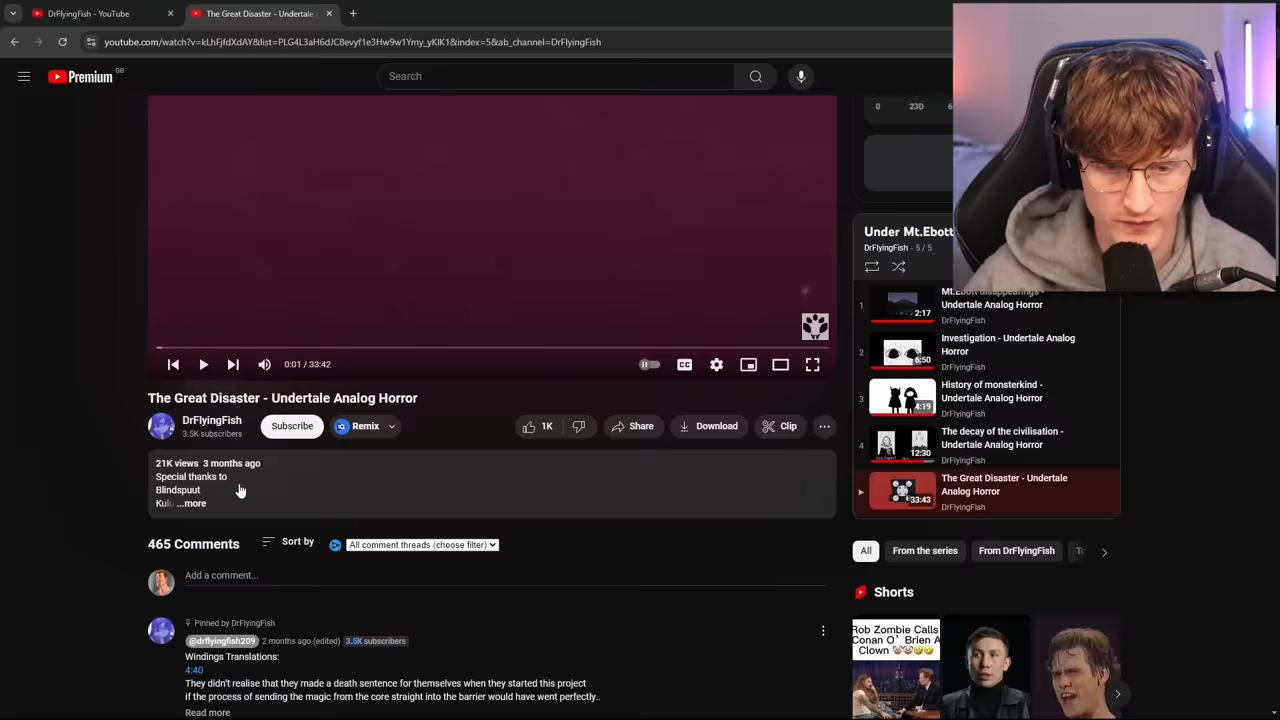 DrFlyingFish - YouTube
The Great Disaster - Undertale
youtube.com/watch?v=kLhFjfdXdAY&list=PLG4L3aH6dJC8evyf1e3Hw9w1Ymy_yKlK1&index=5&ab_channel=DrFlyingFish
Premium GB
Search
0 23D
0:01 / 33:42
The Great Disaster - Undertale Analog Horror
DrFlyingFish
3.5K subscribers
Subscribe
Remix
1K
Share
Download
Clip
21K views 3 months ago
Special thanks to
Blindspuut
Kulu ...more
465 Comments
Sort by
All comment threads (choose filter)
Add a comment...
Pinned by DrFlyingFish
@drflyingfish209 2 months ago (edited) 3.5K subscribers
Windings Translations:
4:40
They didn't realise that they made a death sentence for themselves when they started this project
if the process of sending the magic from the core straight into the barrier would have went perfectly..
Read more
Under Mt.Ebott
DrFlyingFish - 5 / 5
1
2:17
Mt.Ebott disappearings -
Undertale Analog Horror
DrFlyingFish
2
6:50
Investigation - Undertale Analog
Horror
DrFlyingFish
3
4:19
History of monsterkind -
Undertale Analog Horror
DrFlyingFish
4
12:30
The decay of the civilisation -
Undertale Analog Horror
DrFlyingFish
33:43
The Great Disaster - Undertale
Analog Horror
DrFlyingFish
All
From the series
From DrFlyingFish
Shorts
Rob Zombie Calls
Conan O' Brien A
Clown 🤡🤡🤣🤣